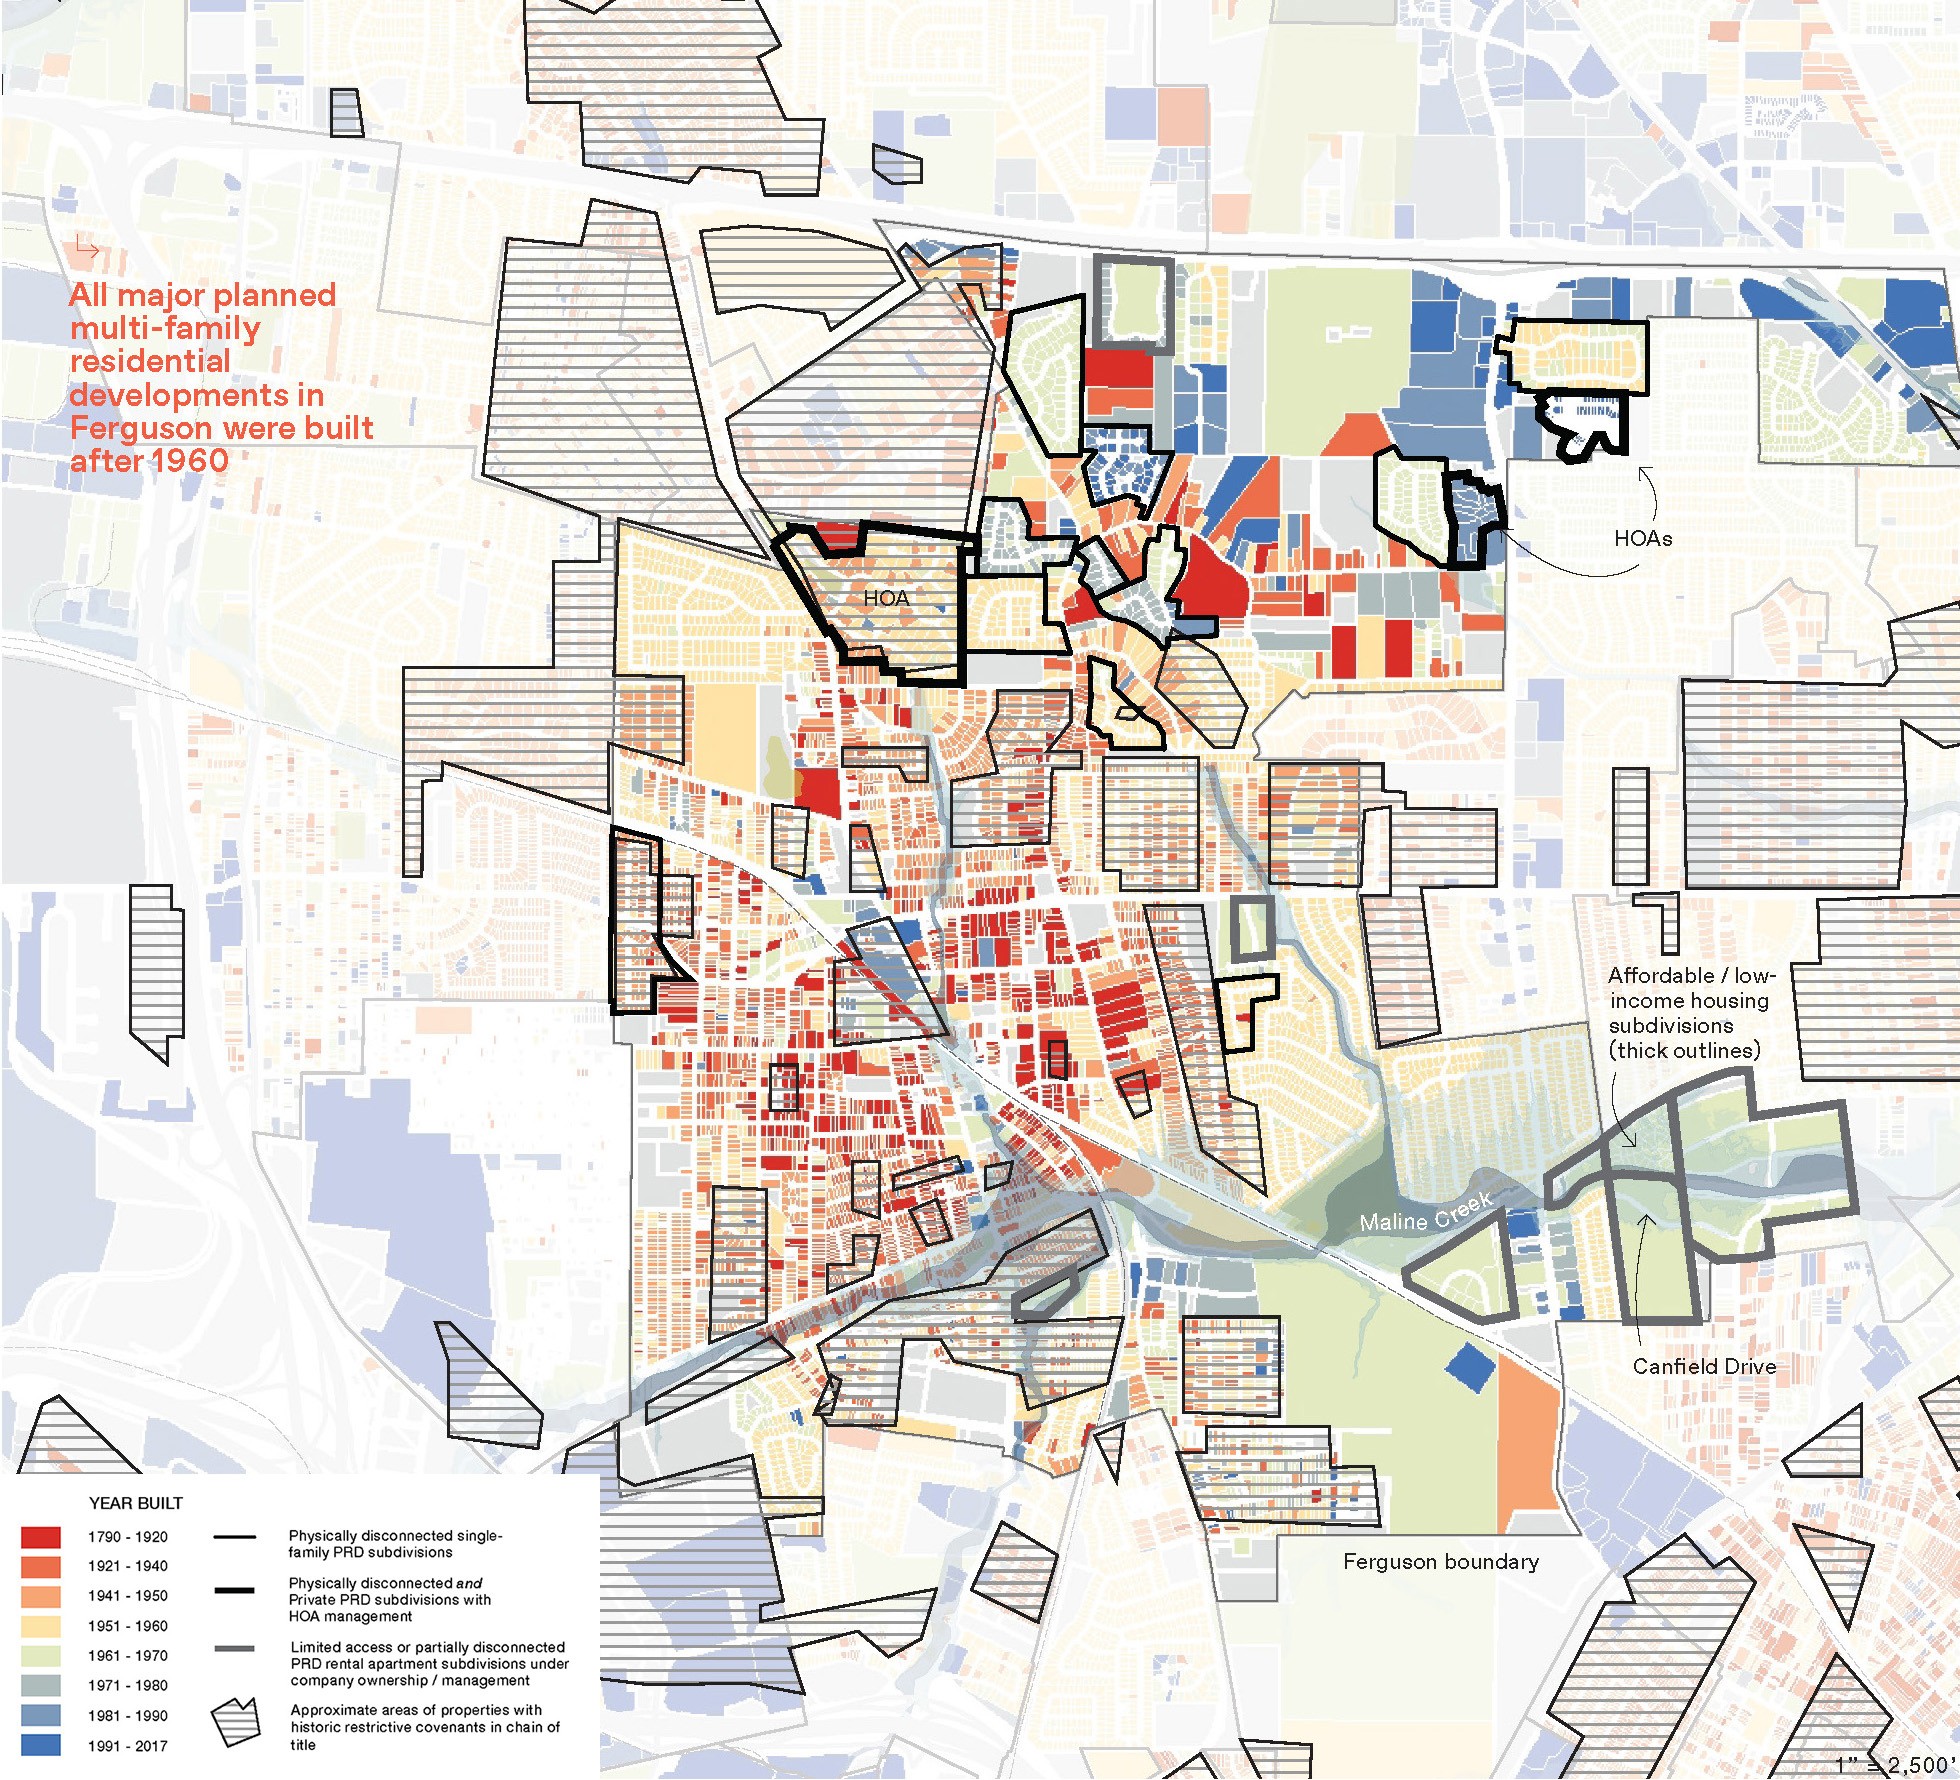 All major planned
multi-family
residential
developments in
Ferguson were built
after 1960
HOA
HOAs
Affordable / low-
income housing
subdivisions
(thick outlines)
Maline Creek
Canfield Drive
Ferguson boundary
YEAR BUILT
1790 - 1920
1921 - 1940
1941 - 1950
1951 - 1960
1961 - 1970
1971 - 1980
1981 - 1990
1991 - 2017
Physically disconnected single-
family PRD subdivisions
Physically disconnected and
Private PRD subdivisions with
HOA management
Limited access or partially disconnected
PRD rental apartment subdivisions under
company ownership / management
Approximate areas of properties with
historic restrictive covenants in chain of
title
1" = 2,500'